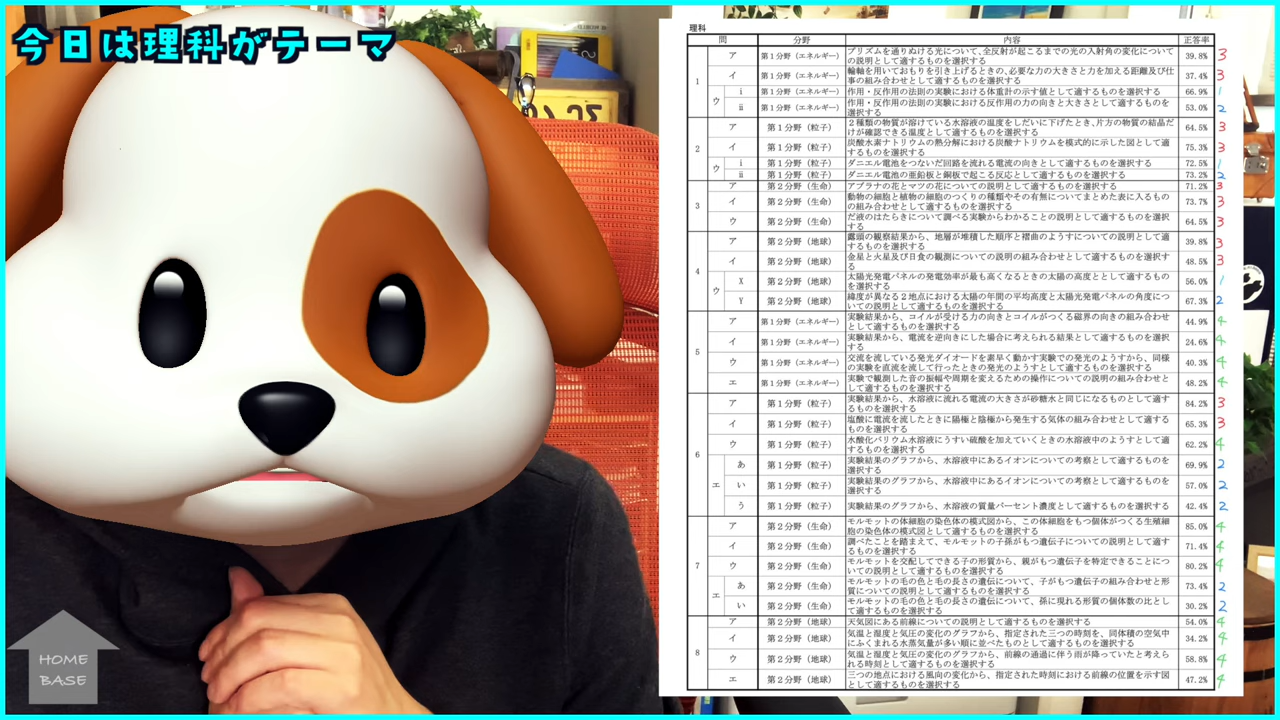 今日は理科がテーマ
HOME
BASE
理科
問 分野 内容 正答率
1 ア 第1分野（エネルギー） プリズムを通りぬける光について、全反射が起こるまでの光の入射角の変化について
の説明として適するものを選択する 39.8% 3
イ 第1分野（エネルギー） 輪軸を用いておもりを引き上げるときの、必要な力の大きさと力を加える距離及び仕
事の組み合わせとして適するものを選択する 37.4% 3
ウ i 第1分野（エネルギー） 作用・反作用の法則の実験における体重計の示す値として適するものを選択する 66.9% 1
ii 第1分野（エネルギー） 作用・反作用の法則の実験における反作用の力の向きと大きさとして適するものを
選択する 53.0% 2
2 ア 第1分野（粒子） 2種類の物質が溶けている水溶液の温度をしだいに下げたとき、片方の物質の結晶だ
けが確認できる温度として適するものを選択する 64.5% 3
イ 第1分野（粒子） 炭酸水素ナトリウムの熱分解における炭酸ナトリウムを模式的に示した図として適
するものを選択する 75.3% 3
ウ i 第1分野（粒子） ダニエル電池をつないだ回路を流れる電流の向きとして適するものを選択する 72.5% 1
ii 第1分野（粒子） ダニエル電池の亜鉛板と銅板で起こる反応として適するものを選択する 73.2% 2
3 ア 第2分野（生命） アブラナの花とマツの花についての説明として適するものを選択する 71.2% 3
イ 第2分野（生命） 動物の細胞と植物の細胞のつくりの種類やその有無についてまとめた表に入るもの
の組み合わせとして適するものを選択する 73.7% 3
ウ 第2分野（生命） だ液のはたらきについて調べる実験からわかることの説明として適するものを選択
する 64.5% 3
4 ア 第2分野（地球） 露頭の観察結果から、地層が堆積した順序と褶曲のようすについての説明として適
するものを選択する 39.8% 3
イ 第2分野（地球） 金星と火星及び日食の観測についての説明の組み合わせとして適するものを選択す
る 48.5% 3
ウ X 第2分野（地球） 太陽光発電パネルの発電効率が最も高くなるときの太陽の高度として適するもの
を選択する 56.0% 1
Y 第2分野（地球） 緯度が異なる2地点における太陽の年間の平均高度と太陽光発電パネルの角度につ
いての説明として適するものを選択する 67.3% 2
5 ア 第1分野（エネルギー） 実験結果から、コイルが受ける力の向きとコイルがつくる磁界の向きの組み合わせ
として適するものを選択する 44.9% 4
イ 第1分野（エネルギー） 実験結果から、電流を逆向きにした場合に考えられる結果として適するものを選択
する 24.6% 4
ウ 第1分野（エネルギー） 交流を流している発光ダイオードを素早く動かす実験での発光のようすから、同様
の実験を直流を流して行ったときの発光のようすとして適するものを選択する 40.3% 4
エ 第1分野（エネルギー） 実験で観測した音の振幅や周期を変えるための操作についての説明の組み合わせと
して適するものを選択する 48.2% 4
6 ア 第1分野（粒子） 実験結果から、水溶液に流れる電流の大きさが砂糖水と同じになるものとして適す
るものを選択する 84.2% 3
イ 第1分野（粒子） 塩酸に電流を流したときに陽極と陰極から発生する気体の組み合わせとして適する
ものを選択する 65.3% 3
ウ 第1分野（粒子） 水酸化バリウム水溶液にうすい硫酸を加えていくときの水溶液中のようすとして適
するものを選択する 62.2% 4
エ あ 第1分野（粒子） 実験結果のグラフから、水溶液中にあるイオンについての考察として適するものを
選択する 69.9% 2
い 第1分野（粒子） 実験結果のグラフから、水溶液中にあるイオンについての考察として適するものを
選択する 57.0% 2
う 第1分野（粒子） 実験結果のグラフから、水溶液の質量パーセント濃度として適するものを選択する 42.4% 2
7 ア 第2分野（生命） モルモットの体細胞の染色体の模式図から、この体細胞をもつ個体がつくる生殖細
胞の染色体の模式図として適するものを選択する 85.0% 4
イ 第2分野（生命） 調べたことを踏まえて、モルモットの子孫がもつ遺伝子についての説明として適す
るものを選択する 71.4% 4
ウ 第2分野（生命） モルモットを交配してできる子の形質から、親がもつ遺伝子を特定できることにつ
いての説明として適するものを選択する 80.2% 4
エ あ 第2分野（生命） モルモットの毛の色と毛の長さの遺伝について、子がもつ遺伝子の組み合わせと形
質についての説明として適するものを選択する 73.4% 2
い 第2分野（生命） モルモットの毛の色と毛の長さの遺伝について、孫に現れる形質の個体数の比とし
て適するものを選択する 30.2% 2
8 ア 第2分野（地球） 天気図にある前線についての説明として適するものを選択する 54.0% 4
イ 第2分野（地球） 気温と湿度と気圧の変化のグラフから、指定された三つの時刻を、同体積の空気中
にふくまれる水蒸気量が多い順に並べたものとして適するものを選択する 34.2% 4
ウ 第2分野（地球） 気温と湿度と気圧の変化のグラフから、前線の通過に伴う雨が降っていたと考えら
れる時刻として適するものを選択する 58.8% 4
エ 第2分野（地球） 三つの地点における風向の変化から、指定された時刻における前線の位置を示す図
として適するものを選択する 47.2% 4